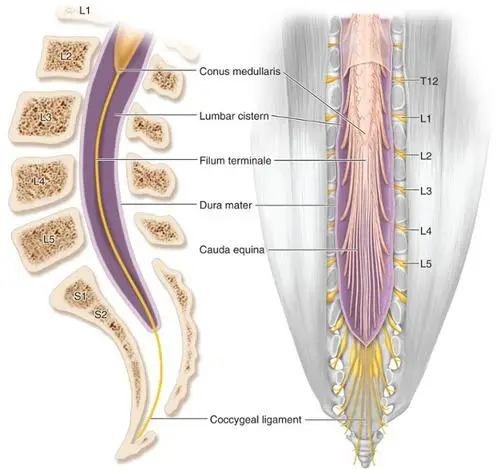 L1
L2
L3
L4
L5
S1
S2
Conus medullaris
Lumbar cistern
Filum terminale
Dura mater
Cauda equina
Coccygeal ligament
T12
L1
L2
L3
L4
L5